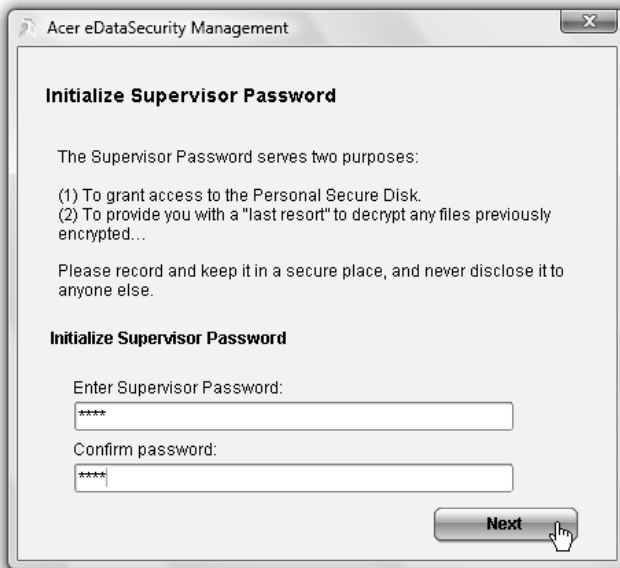 Acer eDataSecurity Management
X
Initialize Supervisor Password
The Supervisor Password serves two purposes:
(1) To grant access to the Personal Secure Disk.
(2) To provide you with a "last resort" to decrypt any files previously
encrypted...
Please record and keep it in a secure place, and never disclose it to
anyone else.
Initialize Supervisor Password
Enter Supervisor Password:
****
Confirm password:
****
Next